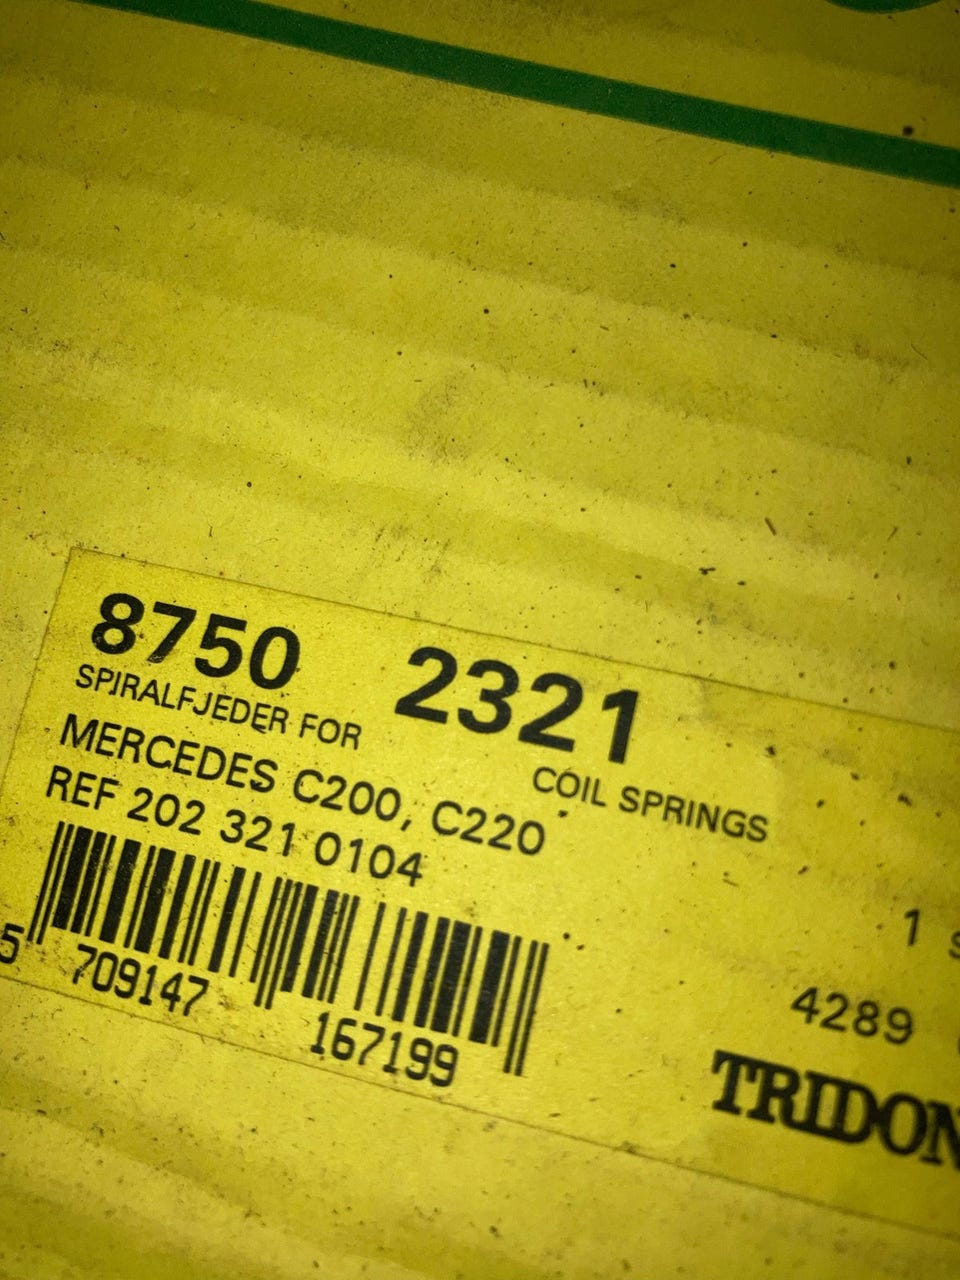 8750 2321
SPIRALFJEDER FOR
COIL SPRINGS
MERCEDES C200, C220
REF 202 321 0104
1
5 709147 167199
4289
TRIDON